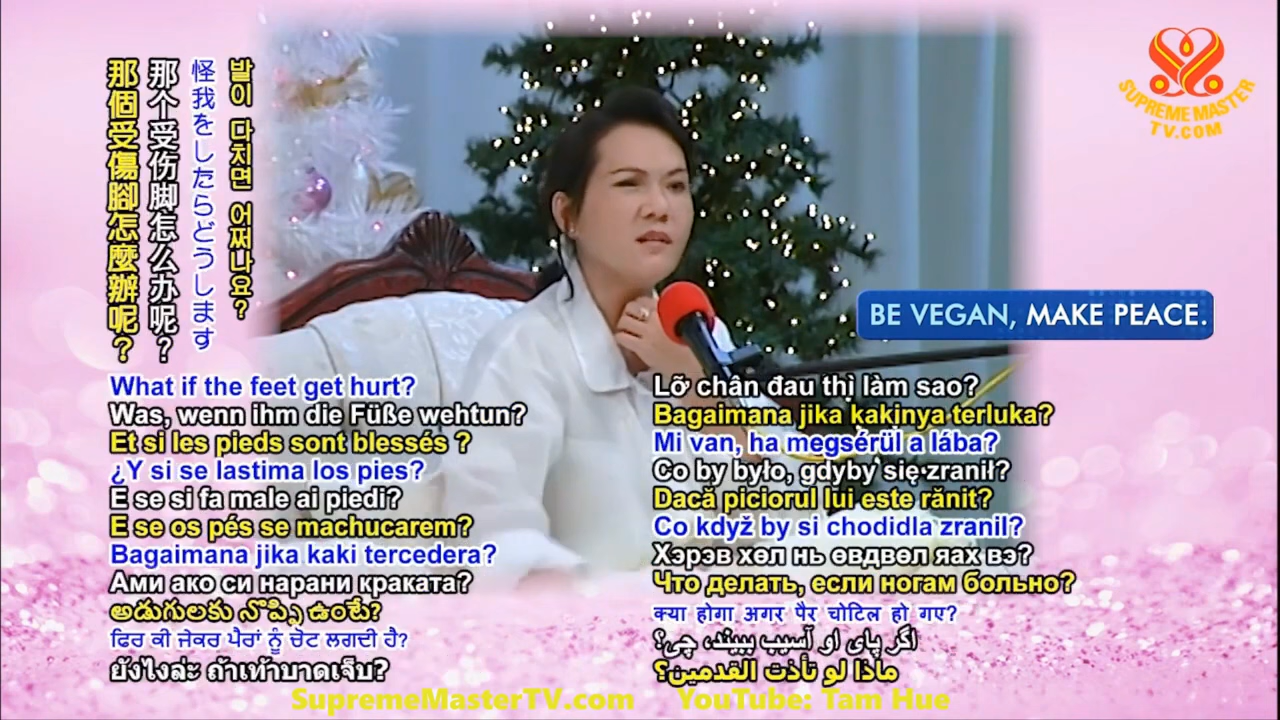 발이 다치면 어쩌나요?
怪我をしたらどうします
那个受伤脚怎么办呢？
那個受傷腳怎麼辦呢？
SUPREME MASTER
TV.COM
BE VEGAN, MAKE PEACE.
What if the feet get hurt?
Was, wenn ihm die Füße wehtun?
Et si les pieds sont blessés ?
¿Y si se lastima los pies?
E se si fa male ai piedi?
E se os pés se machucarem?
Bagaimana jika kaki tercedera?
Ами ако си нарани краката?
అడుగులకు నొప్పి ఉంటే?
ਫਿਰ ਕੀ ਜੇਕਰ ਪੈਰਾਂ ਨੂੰ ਚੋਟ ਲਗਦੀ ਹੈ?
ยังไงล่ะ ถ้าเท้าบาดเจ็บ?
Lỡ chân đau thị làm sao?
Bagaimana jika kakinya terluka?
Mi van, ha megsérül a lába?
Co by było, gdyby się zranił?
Dacă piciorul lui este rănit?
Co když by si chodidla zranil?
Хэрэв хөл нь өвдвөл яах вэ?
Что делать, если ногам больно?
क्या होगा अगर पैर चोटिल हो गए?
اگر پای او آسیب ببیند، چی؟
ماذا لو تأذت القدمين؟
SupremeMasterTV.com YouTube: Tam Hue